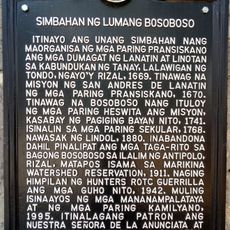 SIMBAHAN NG LUMANG BOSOBOSO
ITINAYO ANG UNANG SIMBAHAN NANG
MAORGANISA NG MGA PARING PRANSISKANO
ANG MGA DUMAGAT NG LANATIN AT LINOTAN
SA KABUNDUKAN NG TANAY, LALAWIGAN NG
TONDO, NGAYO'Y RIZAL, 1669. TINAWAG NA
MISYON NG SAN ANDRES DE LANATIN
NG MGA PARING PRANSISKANO, 1670.
TINAWAG NA BOSOBOSO NANG ITULOY
NG MGA PARING HESWITA ANG MISYON,
KASABAY NG PAGIGING BAYAN NITO, 1741.
ISINALIN SA MGA PARING SEKULAR, 1768.
NAWASAK NG LINDOL, 1880. INABANDONA
DAHIL PINALIPAT ANG MGA TAGA-RITO SA
BAGONG BOSOBOSO SA ILALIM NG ANTIPOLO,
RIZAL, MATAPOS ISAMA SA MARIKINA
WATERSHED RESERVATION, 1911. NAGING
HIMPILAN NG HUNTERS ROTC GUERRILLA
ANG MGA GUHO NITO, 1942. MULING
ISINAAYOS NG MGA MANANAMPALATAYA
AT NG MGA PARING KAMILYANO,
1995. ITINALAGANG PATRON ANG
NUESTRA SEÑORA DE LA ANUNCIATA AT